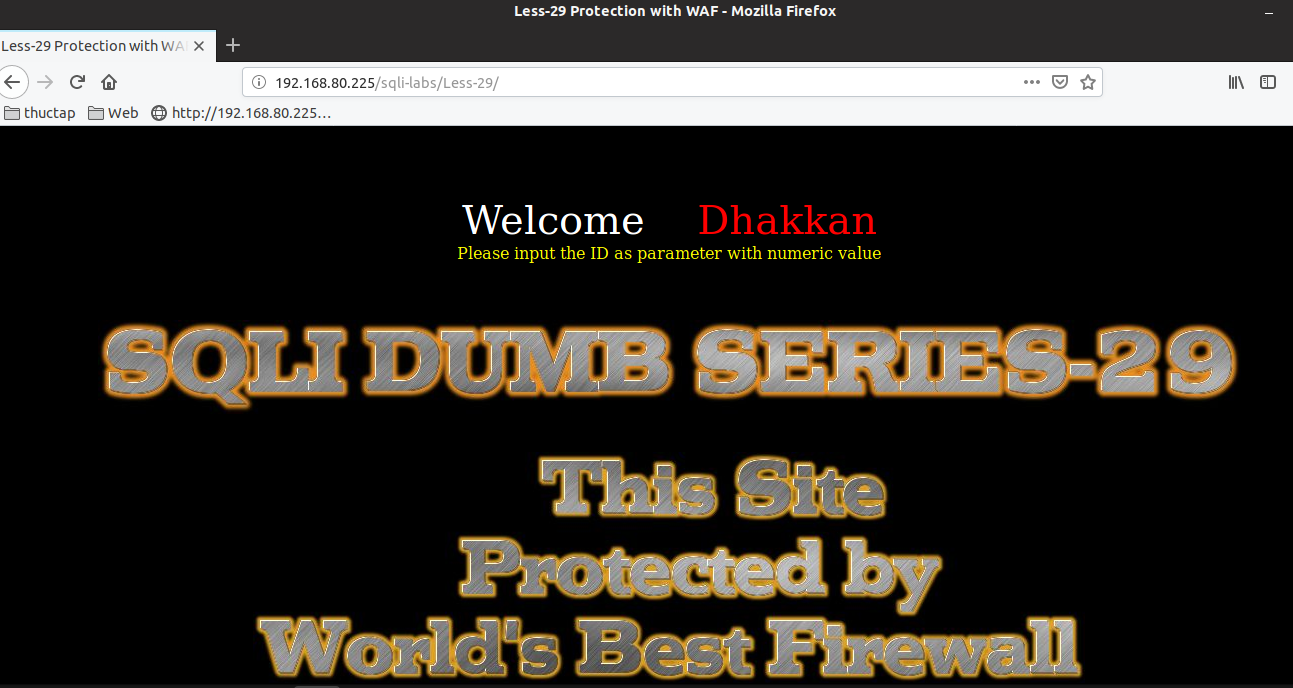 Less-29 Protection with WAF - Mozilla Firefox
Less-29 Protection with WA
192.168.80.225/sqli-labs/Less-29/
thuctap Web http://192.168.80.225…
Welcome Dhakkan
Please input the ID as parameter with numeric value
SQLI DUMB SERIES-29
This Site
Protected by
World's Best Firewall